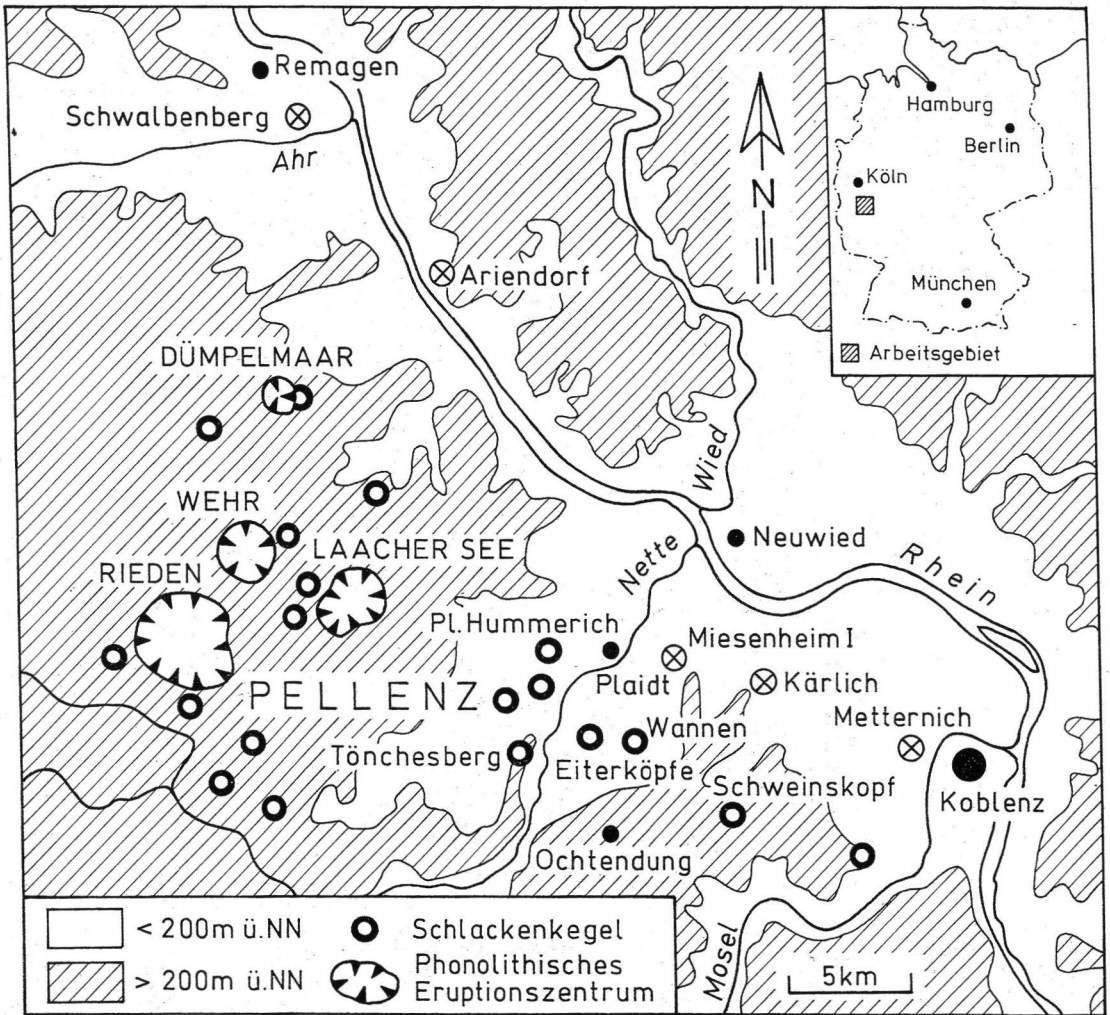 Remagen
Schwalbenberg
Ahr
Ariendorf
DÜMPELMAAR
WEHR
LAACHER SEE
RIEDEN
PELLENZ
Wied
Nette
Neuwied
Rhein
Pl. Hummerich
Plaidt
Miesenheim I
Kärlich
Metternich
Koblenz
Tönchesberg
Eiterköpfe
Wannen
Schweinskopf
Ochtendung
Mosel
N
Hamburg
Berlin
Köln
München
Arbeitsgebiet
< 200m ü.NN
> 200m ü.NN
Schlackenkegel
Phonolithisches
Eruptionszentrum
5km